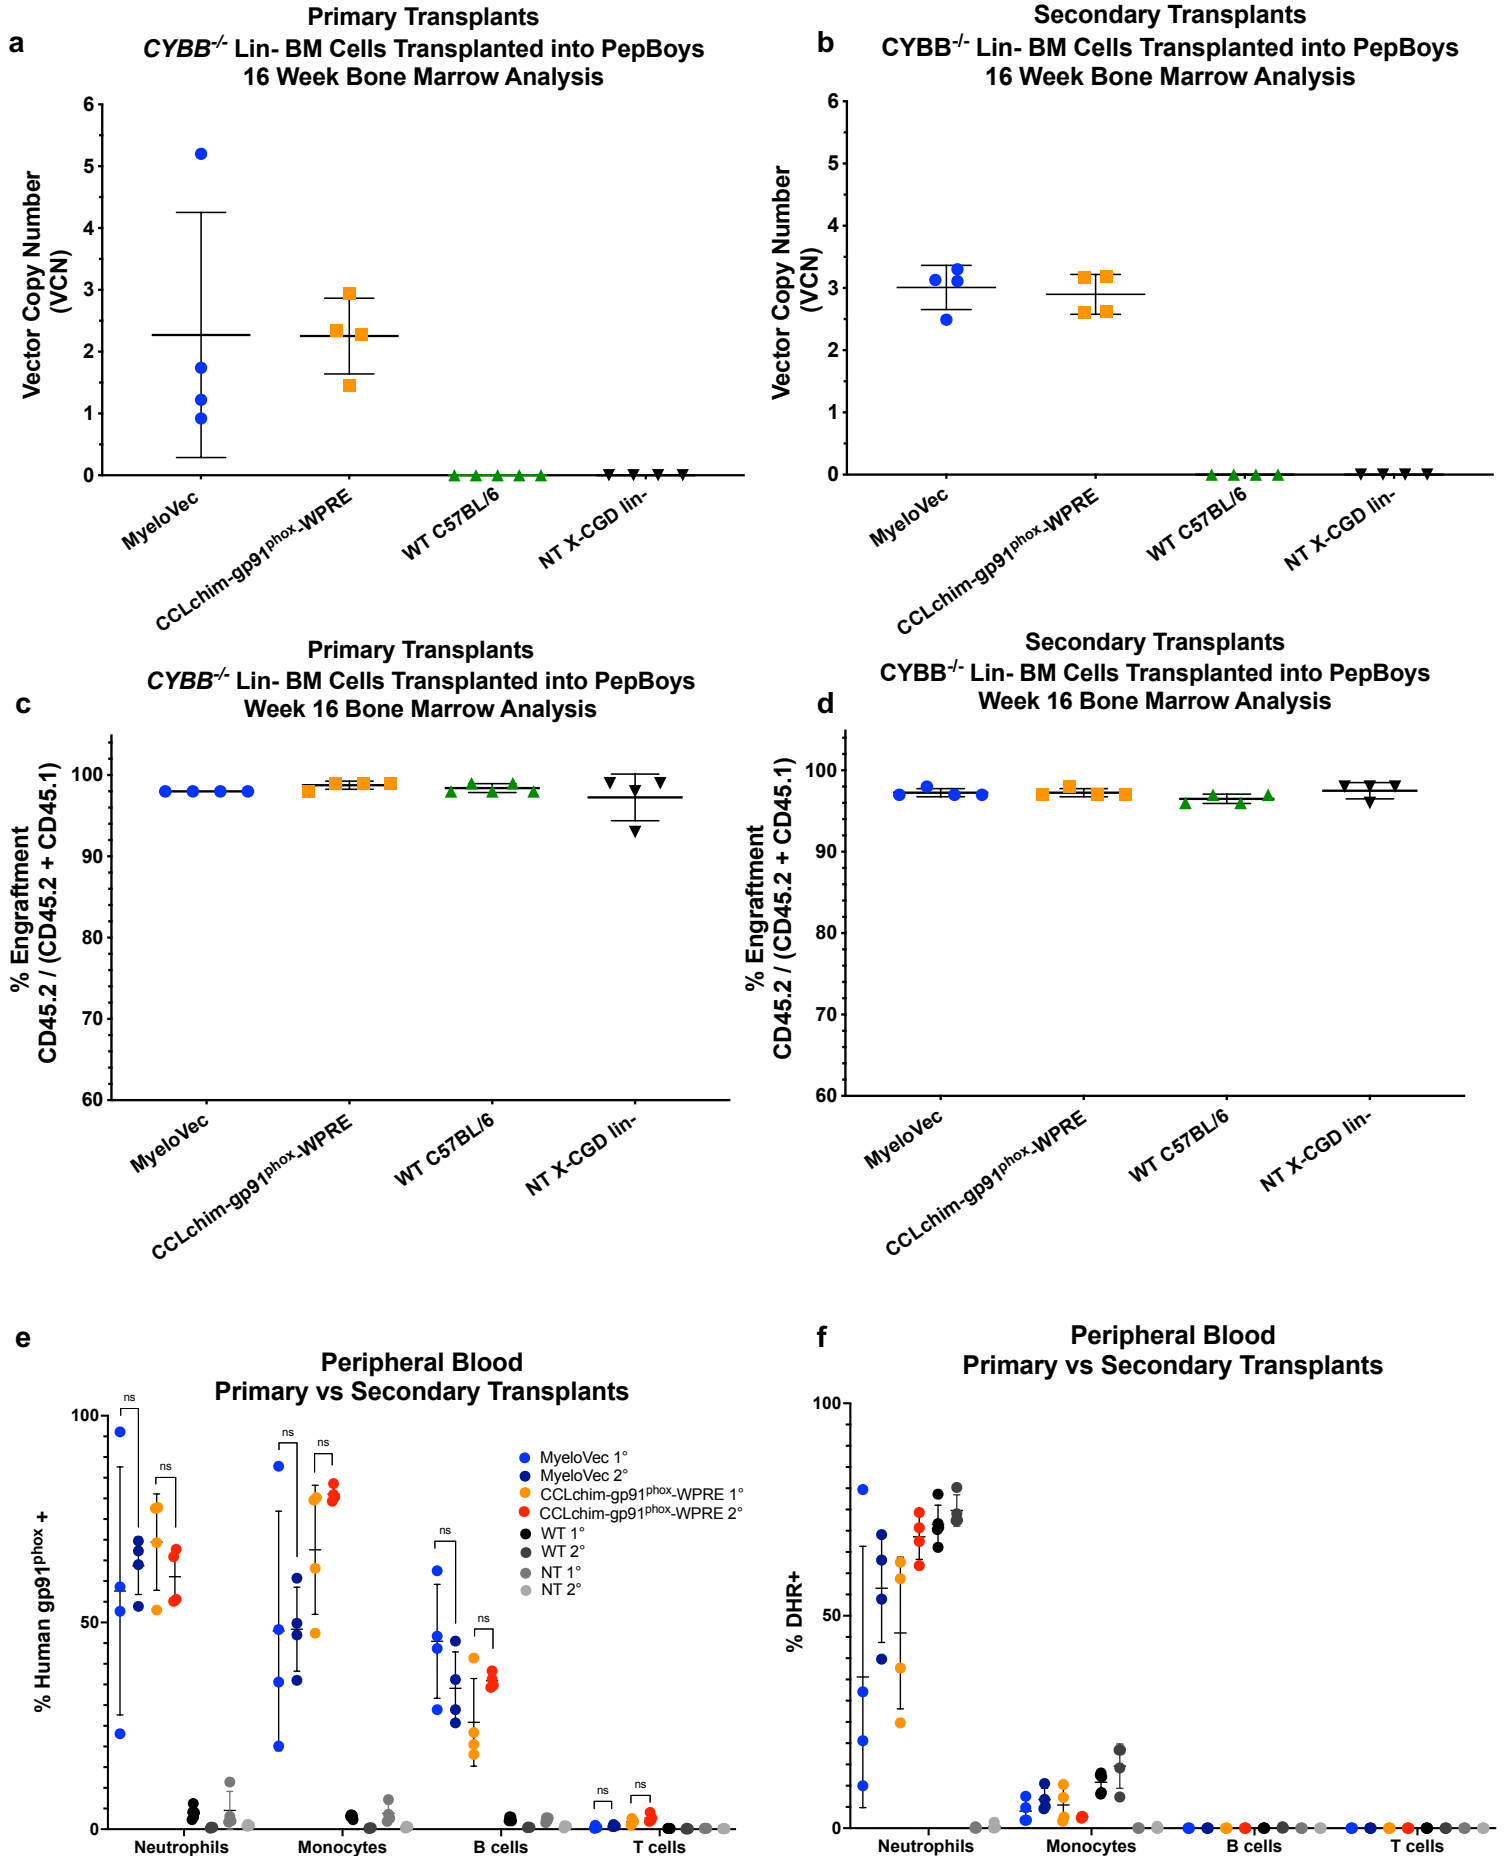 a
Primary Transplants
CYBB-/- Lin- BM Cells Transplanted into PepBoys
16 Week Bone Marrow Analysis
Vector Copy Number
(VCN)
6
5
4
3
2
1
0
MyeloVec
CCLchim-gp91phox-WPRE
WT C57BL/6
NT X-CGD lin-
b
Secondary Transplants
CYBB-/- Lin- BM Cells Transplanted into PepBoys
16 Week Bone Marrow Analysis
Vector Copy Number
(VCN)
6
5
4
3
2
1
0
MyeloVec
CCLchim-gp91phox-WPRE
WT C57BL/6
NT X-CGD lin-
c
Primary Transplants
CYBB-/- Lin- BM Cells Transplanted into PepBoys
Week 16 Bone Marrow Analysis
% Engraftment
CD45.2 / (CD45.2 + CD45.1)
100
90
80
70
60
MyeloVec
CCLchim-gp91phox-WPRE
WT C57BL/6
NT X-CGD lin-
d
Secondary Transplants
CYBB-/- Lin- BM Cells Transplanted into PepBoys
Week 16 Bone Marrow Analysis
% Engraftment
CD45.2 / (CD45.2 + CD45.1)
100
90
80
70
60
MyeloVec
CCLchim-gp91phox-WPRE
WT C57BL/6
NT X-CGD lin-
e
Peripheral Blood
Primary vs Secondary Transplants
% Human gp91phox +
100
50
0
ns
ns
ns
ns
ns
ns
ns
ns
MyeloVec 1°
MyeloVec 2°
CCLchim-gp91phox-WPRE 1°
CCLchim-gp91phox-WPRE 2°
WT 1°
WT 2°
NT 1°
NT 2°
Neutrophils
Monocytes
B cells
T cells
f
Peripheral Blood
Primary vs Secondary Transplants
% DHR+
100
50
0
Neutrophils
Monocytes
B cells
T cells